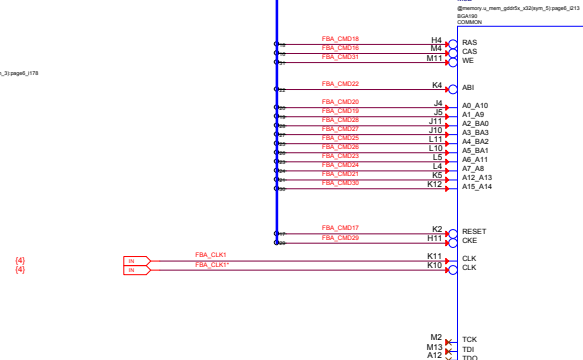 @memory.u_mem_gddr5x_x32(sym_5):page6_i213
BGA190
COMMON
_3):page6_i178
FBA_CMD18 H4 RAS
FBA_CMD16 M4 CAS
FBA_CMD31 M11 WE
FBA_CMD22 K4 ABI
FBA_CMD20 J4 A0_A10
FBA_CMD19 J5 A1_A9
FBA_CMD28 J11 A2_BA0
FBA_CMD27 J10 A3_BA3
FBA_CMD25 L11 A4_BA2
FBA_CMD26 L10 A5_BA1
FBA_CMD23 L5 A6_A11
FBA_CMD24 L4 A7_A8
FBA_CMD21 K5 A12_A13
FBA_CMD30 K12 A15_A14
FBA_CMD17 K2 RESET
FBA_CMD29 H11 CKE
{4} IN FBA_CLK1 K11 CLK
{4} IN FBA_CLK1* K10 CLK
M2 TCK
M13 TDI
A12 TDO